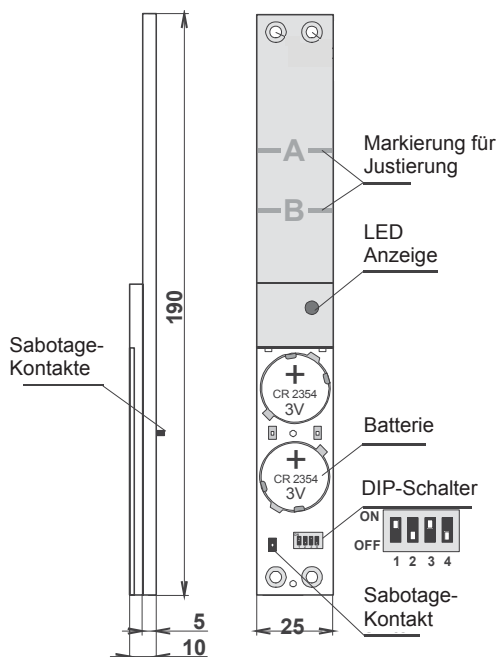 A
B
Markierung für
Justierung
LED
Anzeige
190
Sabotage-
Kontakte
+
CR 2354
3V
Batterie
+
CR 2354
3V
DIP-Schalter
ON
OFF
1 2 3 4
Sabotage-
Kontakt
5
10
25